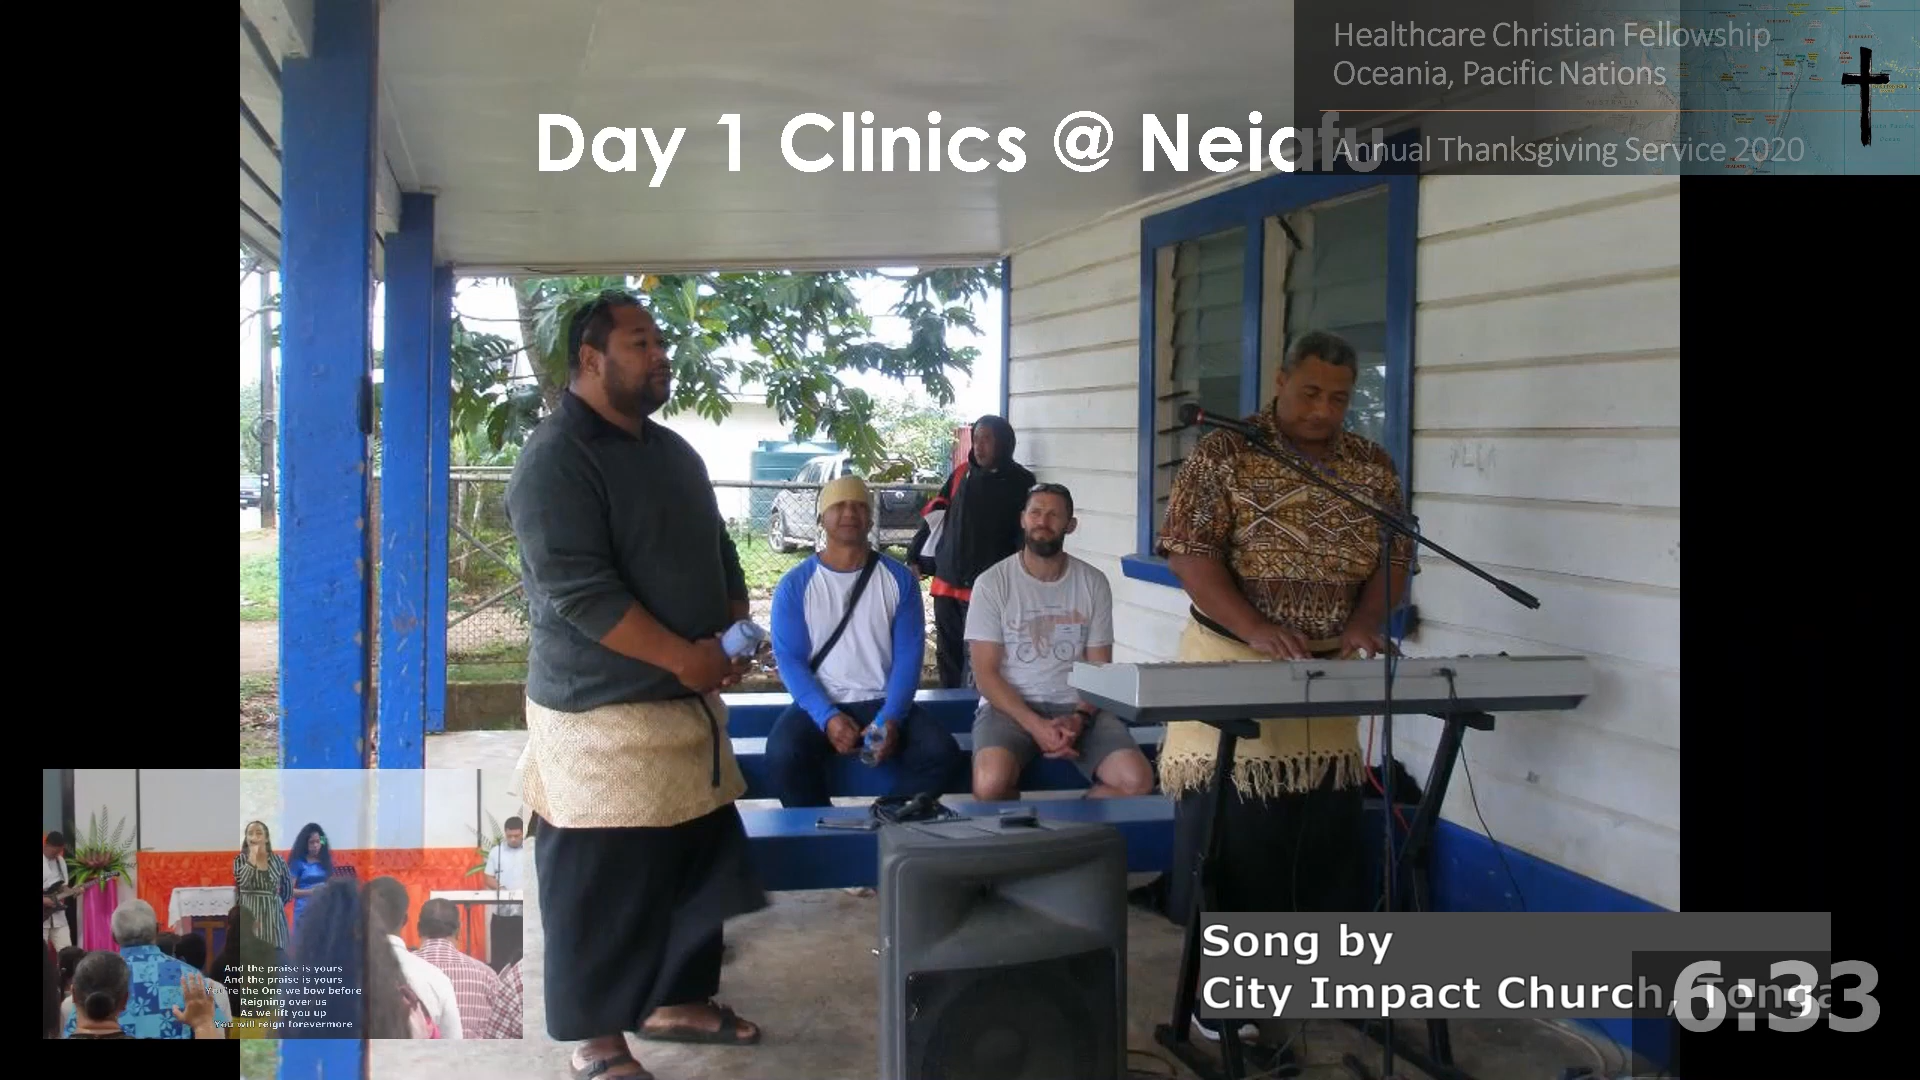 Healthcare Christian Fellowship
Oceania, Pacific Nations
Annual Thanksgiving Service 2020
Day 1 Clinics @ Neiafu
And the praise is yours
And the praise is yours
You're the One we bow before
Reigning over us
As we lift you up
You will reign forevermore
Song by
City Impact Church, Tonga
6:33